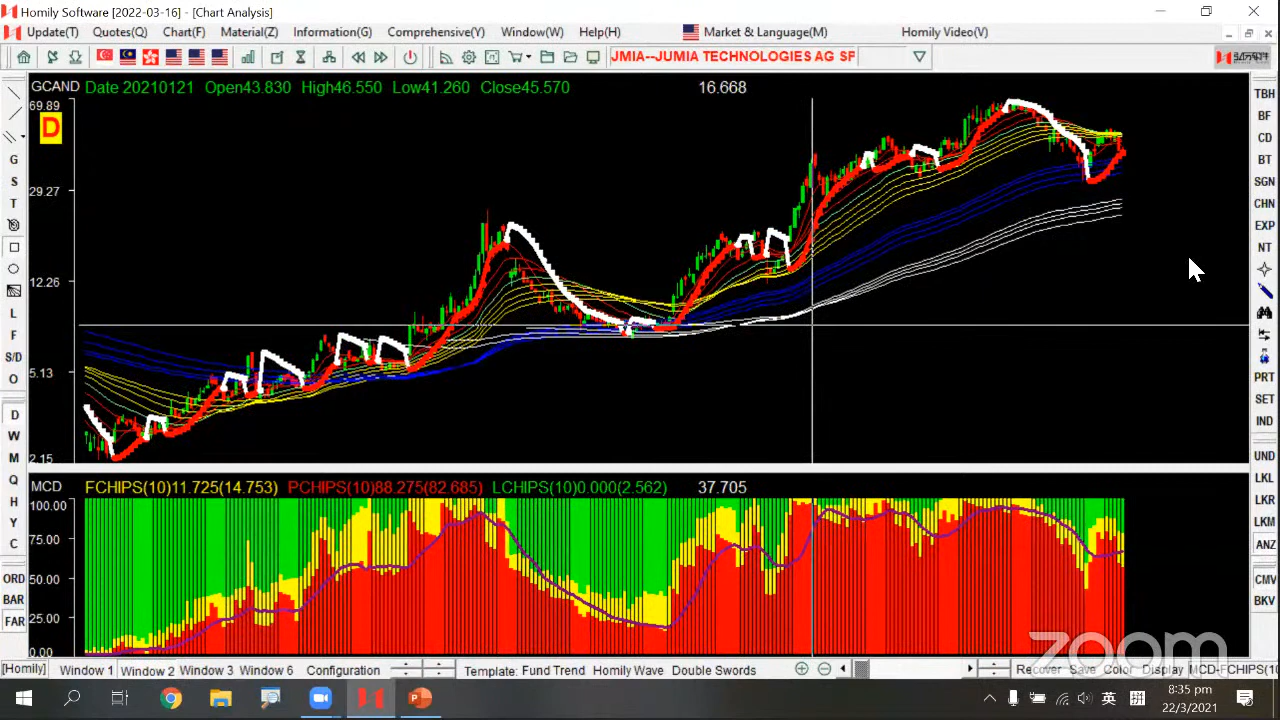 Homily Software [2022-03-16] - [Chart Analysis]
Update(T) Quotes(Q) Chart(F) Material(Z) Information(G) Comprehensive(Y) Window(W) Help(H) Market & Language(M) Homily Video(V)
JMIA--JUMIA TECHNOLOGIES AG SF
GCAND Date 20210121 Open43.830 High46.550 Low41.260 Close45.570 16.668
69.89
D
29.27
12.26
5.13
2.15
G
S
T
L
F
S/D
O
D
W
M
Q
H
Y
C
ORD
BAR
FAR
TBH
BF
CD
BT
SGN
CHN
EXP
NT
PRT
SET
IND
UND
LKL
LKR
LKM
ANZ
CMV
BKV
MCD FCHIPS(10)11.725(14.753) PCHIPS(10)88.275(82.685) LCHIPS(10)0.000(2.562) 37.705
100.00
75.00
50.00
25.00
0.00
zoom
[Homily] Window 1 Window 2 Window 3 Window 6 Configuration Template: Fund Trend Homily Wave Double Swords Recover Save Color Display MCD-FCHIPS(10
英 拼 8:35 pm
22/3/2021